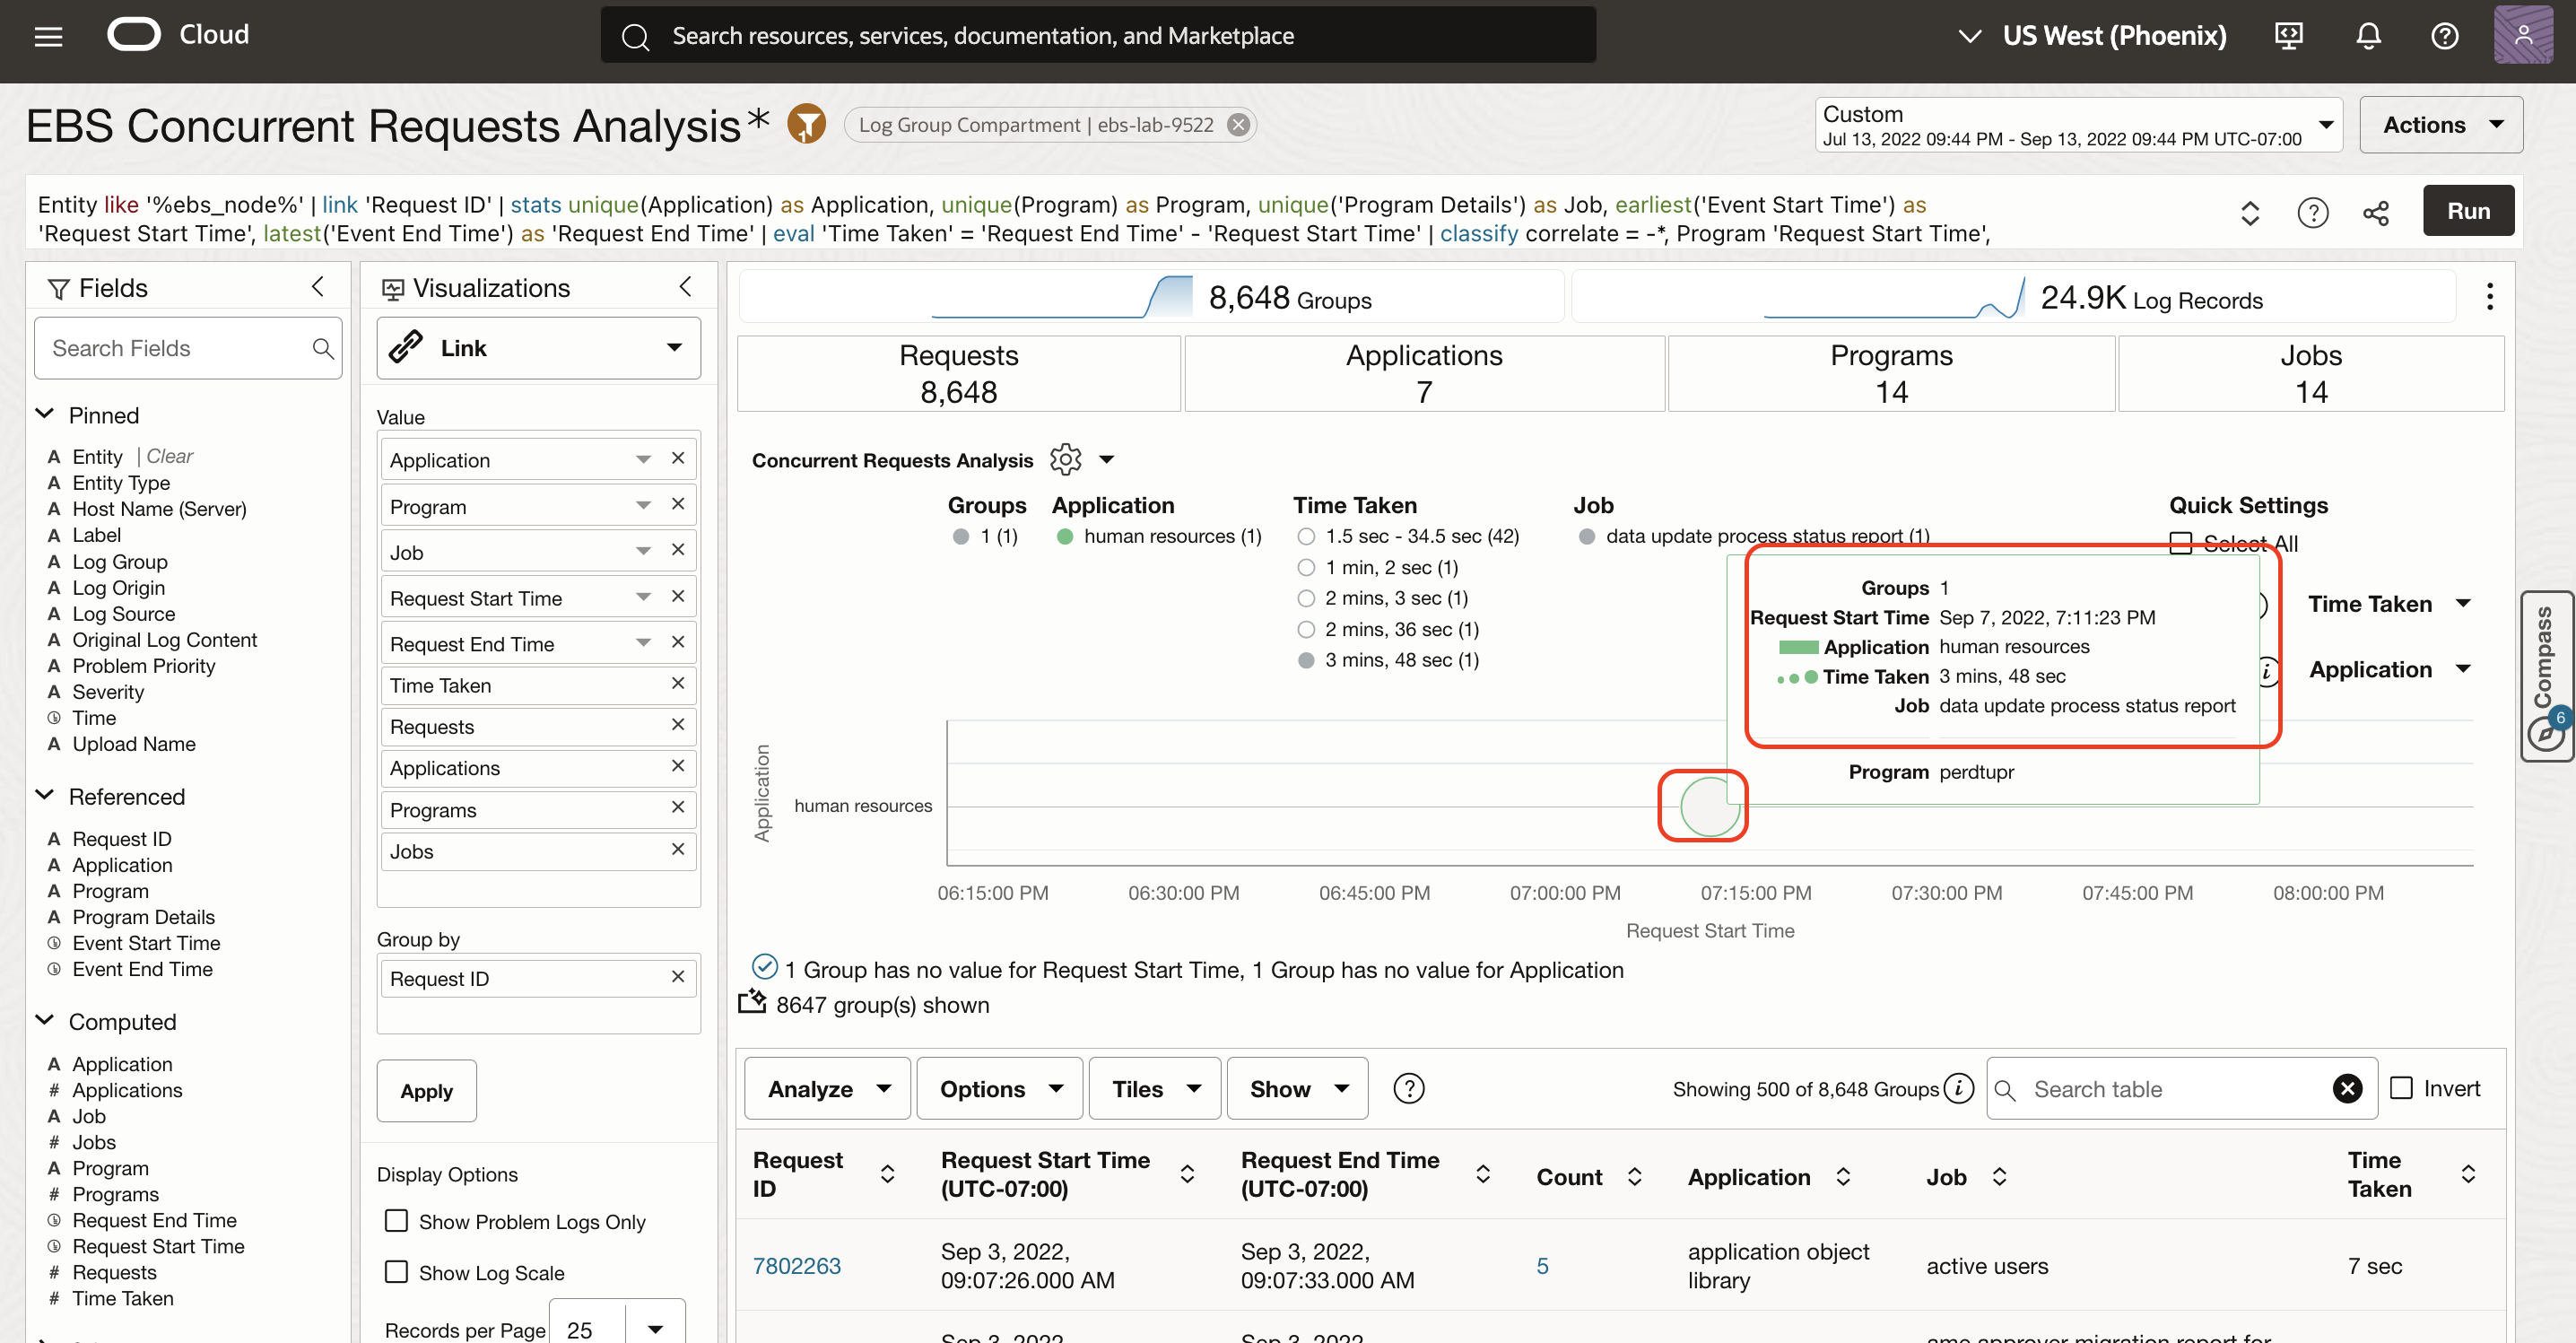 Cloud
Search resources, services, documentation, and Marketplace
US West (Phoenix)
EBS Concurrent Requests Analysis*
1
Log Group Compartment | ebs-lab-9522
Custom
Jul 13, 2022 09:44 PM - Sep 13, 2022 09:44 PM UTC-07:00
Actions
Entity like '%ebs_node%' | link 'Request ID' | stats unique(Application) as Application, unique(Program) as Program, unique('Program Details') as Job, earliest('Event Start Time') as
'Request Start Time', latest('Event End Time') as 'Request End Time' | eval 'Time Taken' = 'Request End Time' - 'Request Start Time' | classify correlate = -*, Program 'Request Start Time',
Run
Fields
Search Fields
Pinned
A Entity | Clear
A Entity Type
A Host Name (Server)
A Label
A Log Group
A Log Origin
A Log Source
A Original Log Content
A Problem Priority
A Severity
Time
A Upload Name
Referenced
A Request ID
A Application
A Program
A Program Details
Event Start Time
Event End Time
Computed
A Application
# Applications
A Job
# Jobs
A Program
# Programs
Request End Time
Request Start Time
# Requests
# Time Taken
Visualizations
Link
Value
Application
Program
Job
Request Start Time
Request End Time
Time Taken
Requests
Applications
Programs
Jobs
Group by
Request ID
Apply
Display Options
Show Problem Logs Only
Show Log Scale
Records per Page 25
8,648 Groups
24.9K Log Records
Requests
8,648
Applications
7
Programs
14
Jobs
14
Concurrent Requests Analysis
Groups
1 (1)
Application
human resources (1)
Time Taken
1.5 sec - 34.5 sec (42)
1 min, 2 sec (1)
2 mins, 3 sec (1)
2 mins, 36 sec (1)
3 mins, 48 sec (1)
Job
data update process status report (1)
Quick Settings
Select All
Time Taken
Application
Groups 1
Request Start Time Sep 7, 2022, 7:11:23 PM
Application human resources
Time Taken 3 mins, 48 sec
Job data update process status report
Program perdtupr
Application
human resources
06:15:00 PM 06:30:00 PM 06:45:00 PM 07:00:00 PM 07:15:00 PM 07:30:00 PM 07:45:00 PM 08:00:00 PM
Request Start Time
1 Group has no value for Request Start Time, 1 Group has no value for Application
8647 group(s) shown
Analyze
Options
Tiles
Show
Showing 500 of 8,648 Groups
Search table
Invert
Request
ID
Request Start Time
(UTC-07:00)
Request End Time
(UTC-07:00)
Count
Application
Job
Time
Taken
7802263
Sep 3, 2022,
09:07:26.000 AM
Sep 3, 2022,
09:07:33.000 AM
5
application object
library
active users
7 sec
Sep 3, 2022,
Sep 3, 2022,
ame approver migration report for
Compass
6